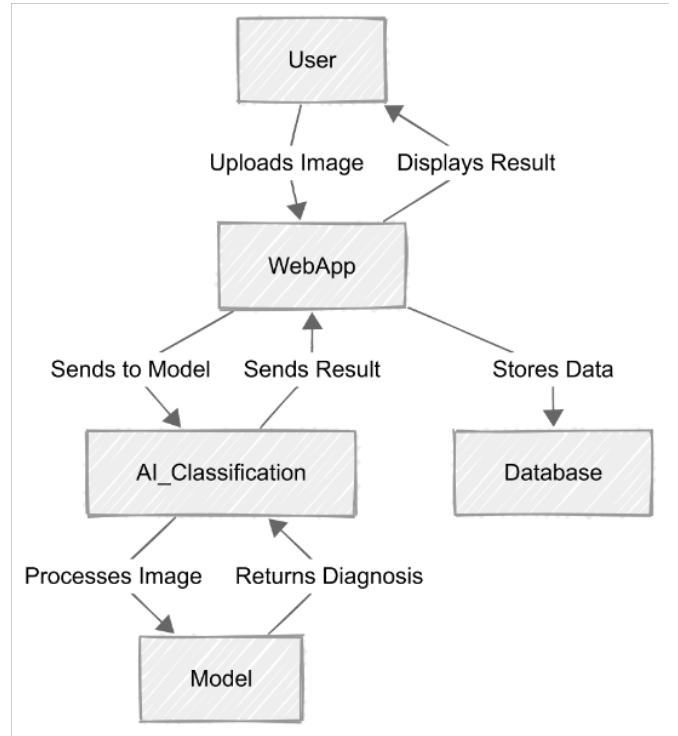 User
Uploads Image
Displays Result
WebApp
Sends to Model
Sends Result
Stores Data
AI_Classification
Database
Processes Image
Returns Diagnosis
Model